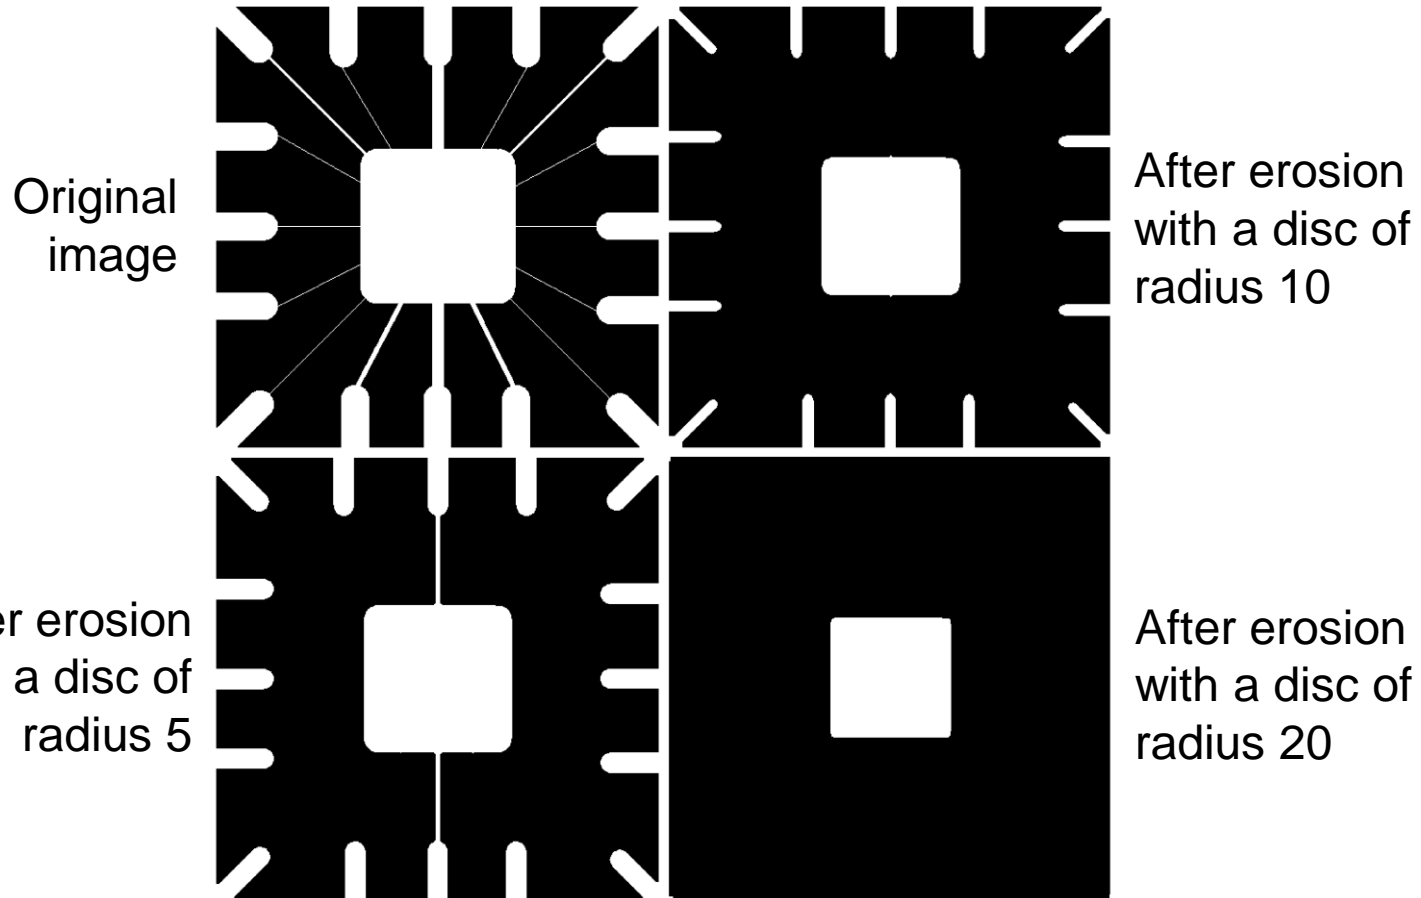 Original
image
After erosion
with a disc of
radius 10
erosion
a disc of
radius 5
After erosion
with a disc of
radius 20